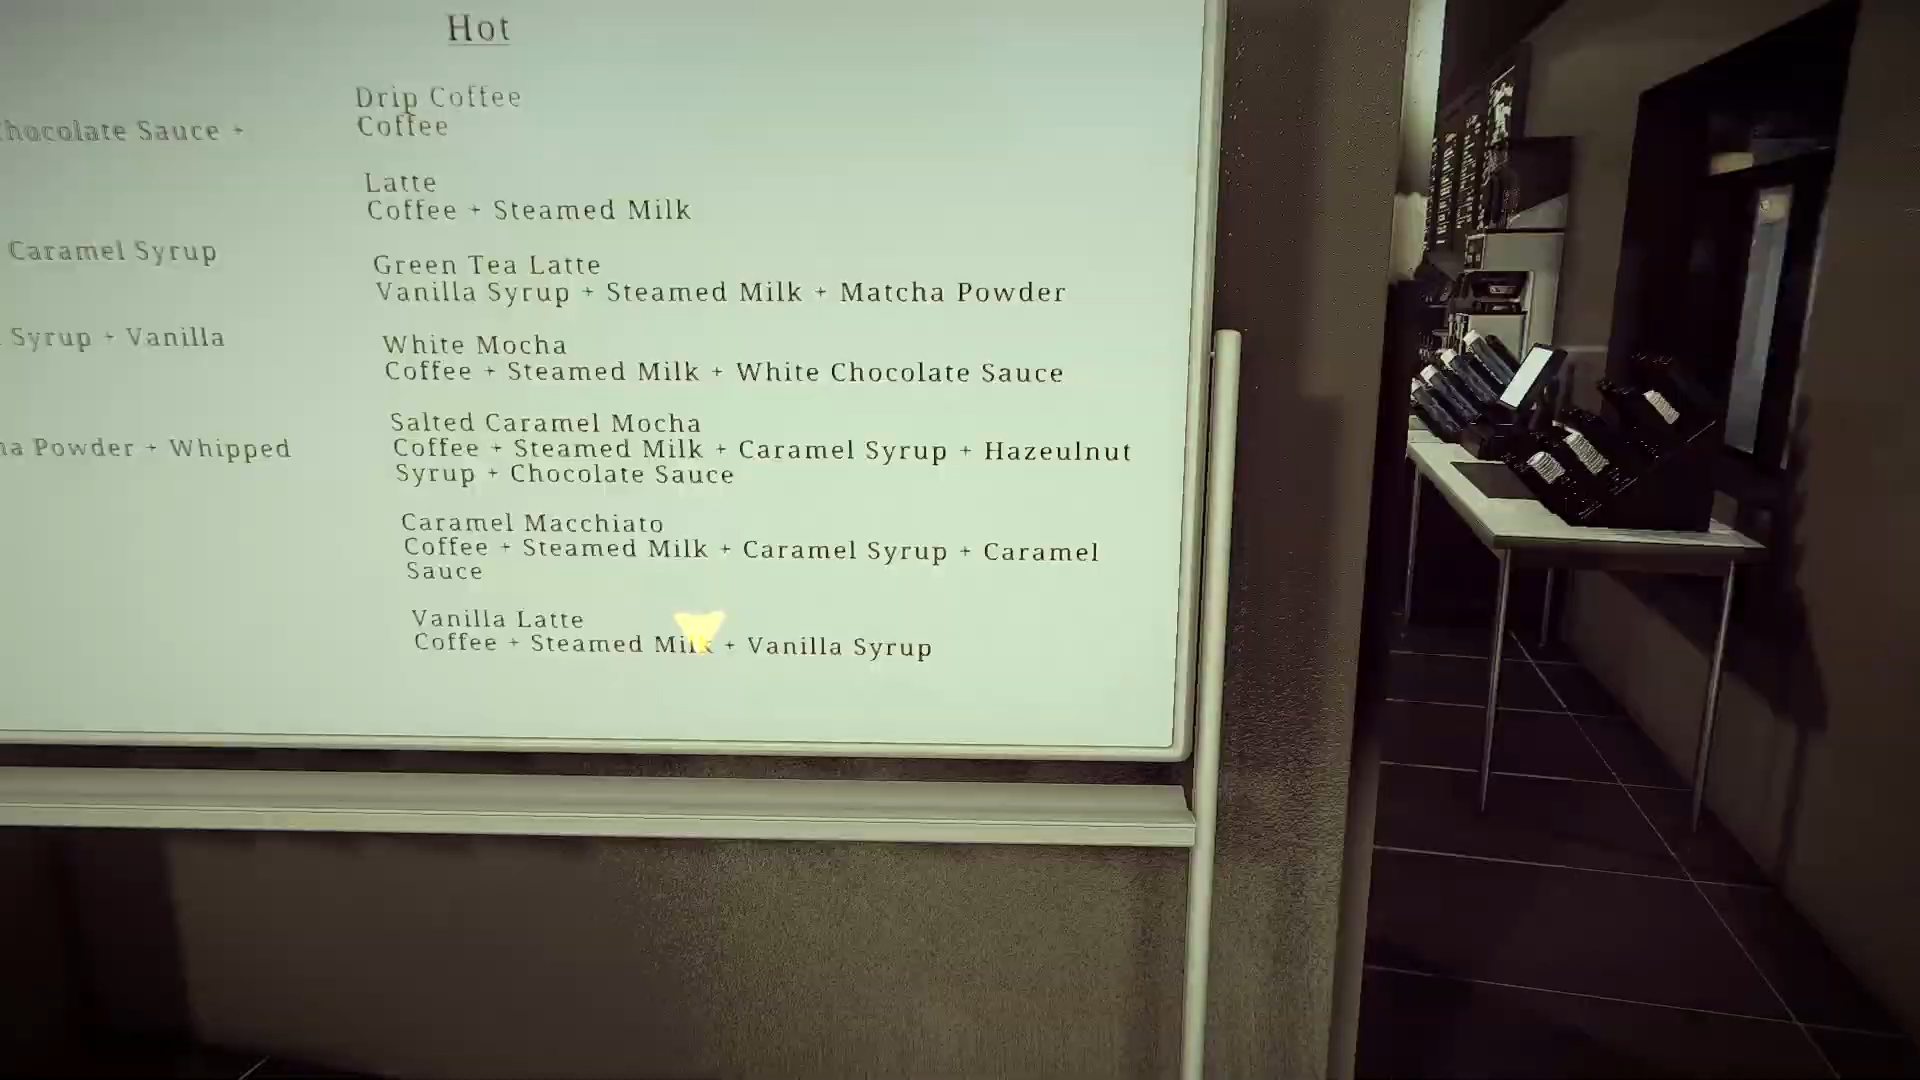 Hot
Drip Coffee
Coffee
Latte
Coffee + Steamed Milk
Green Tea Latte
Vanilla Syrup + Steamed Milk + Matcha Powder
White Mocha
Coffee + Steamed Milk + White Chocolate Sauce
Salted Caramel Mocha
Coffee + Steamed Milk + Caramel Syrup + Hazeulnut
Syrup + Chocolate Sauce
Caramel Macchiato
Coffee + Steamed Milk + Caramel Syrup + Caramel
Sauce
Vanilla Latte
Coffee + Steamed Milk + Vanilla Syrup
Sauce +
Caramel Syrup
Syrup + Vanilla
Powder + Whipped